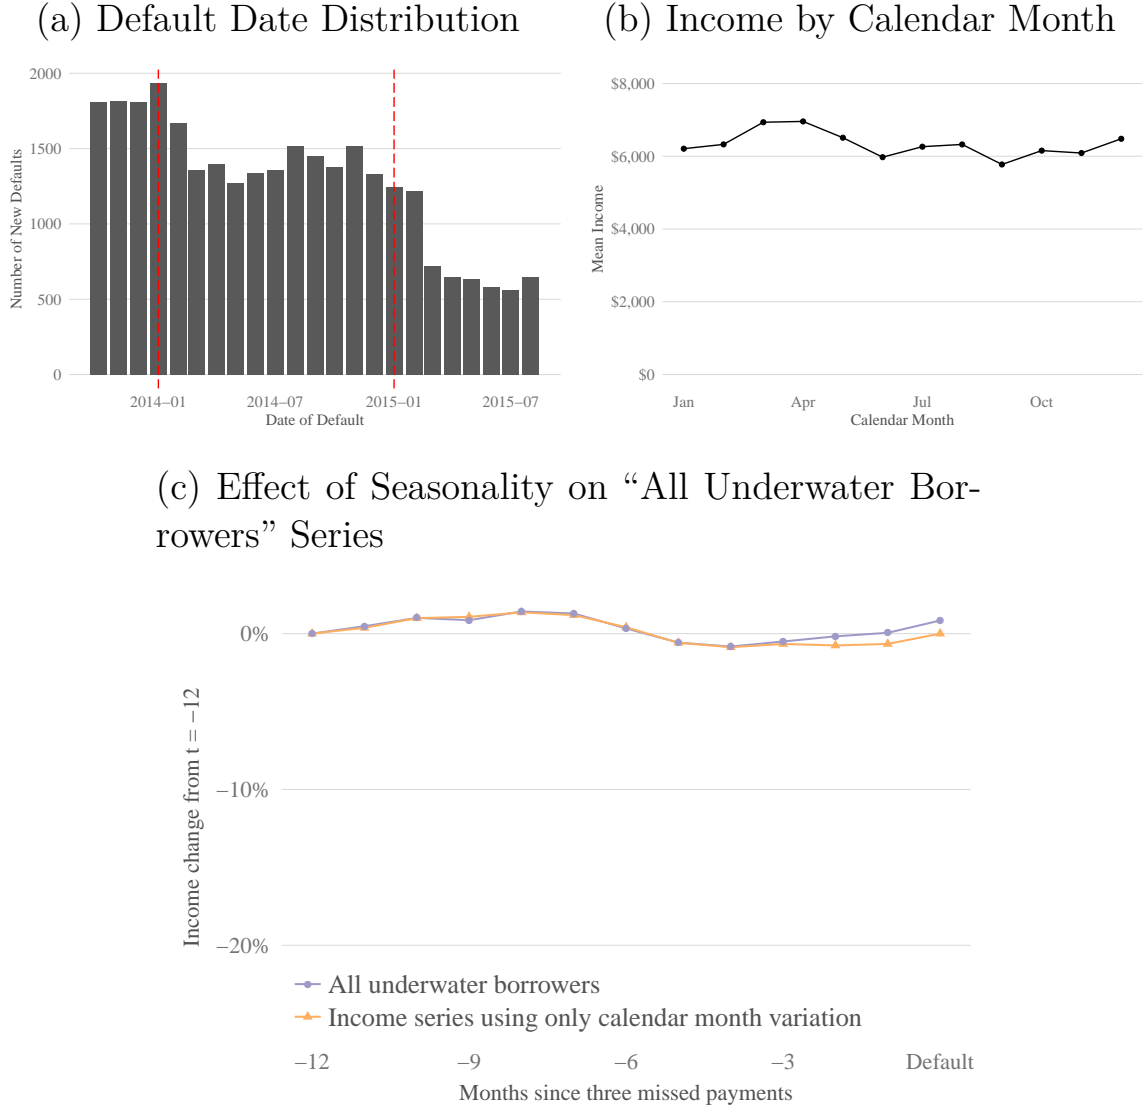 (a) Default Date Distribution
2000
1500
1000
500
0
Number of New Defaults
2014–01
2014–07
2015–01
2015–07
Date of Default
(b) Income by Calendar Month
$8,000
$6,000
$4,000
$2,000
$0
Mean Income
Jan
Apr
Jul
Oct
Calendar Month
(c) Effect of Seasonality on “All Underwater Bor-
rowers” Series
0%
−10%
−20%
Income change from t = −12
All underwater borrowers
Income series using only calendar month variation
−12
−9
−6
−3
Default
Months since three missed payments